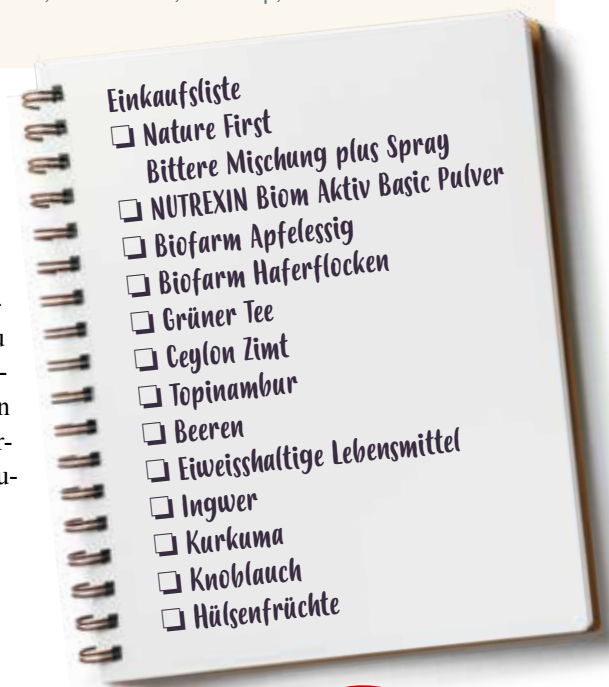 Einkaufsliste
❏ Nature First
Bittere Mischung plus Spray
❏ NUTREXIN Biom Aktiv Basic Pulver
❏ Biofarm Apfelessig
❏ Biofarm Haferflocken
❏ Grüner Tee
❏ Ceylon Zimt
❏ Topinambur
❏ Beeren
❏ Eiweisshaltige Lebensmittel
❏ Ingwer
❏ Kurkuma
❏ Knoblauch
❏ Hülsenfrüchte